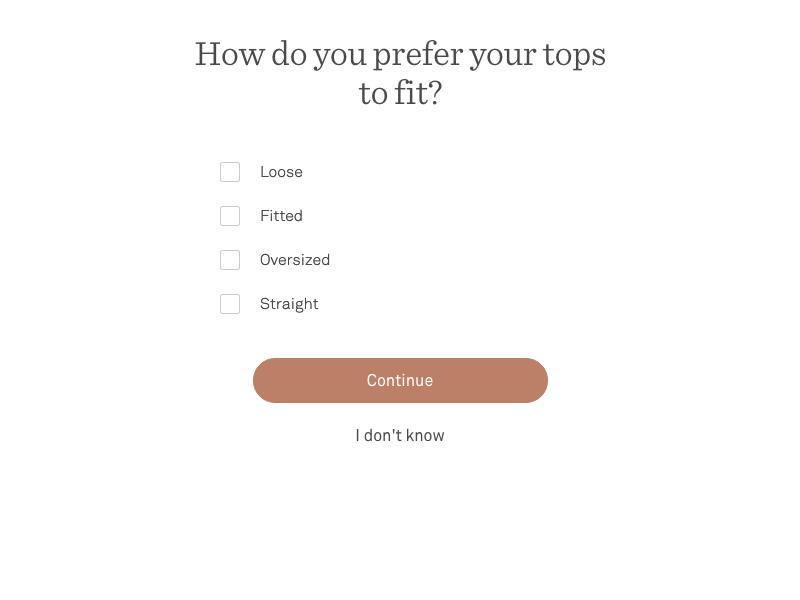 How do you prefer your tops
to fit?
Loose
Fitted
Oversized
Straight
Continue
I don't know